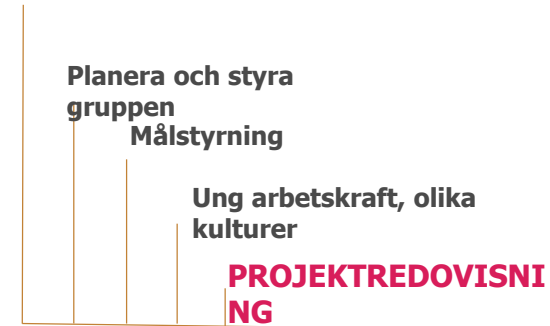 Planera och styra
gruppen
Målstyrning
Ung arbetskraft, olika
kulturer
PROJEKTREDOVISNI
NG